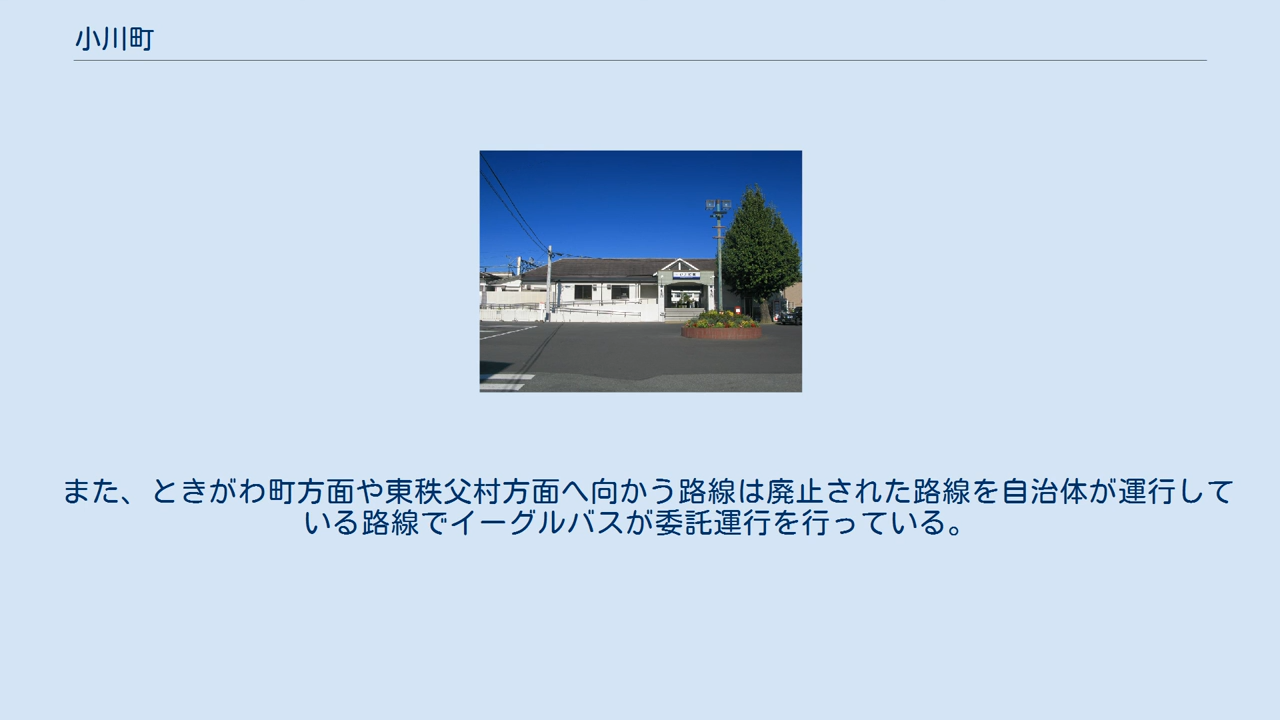 小川町
また、ときがわ町方面や東秩父村方面へ向かう路線は廃止された路線を自治体が運行して
いる路線でイーグルバスが委託運行を行っている。